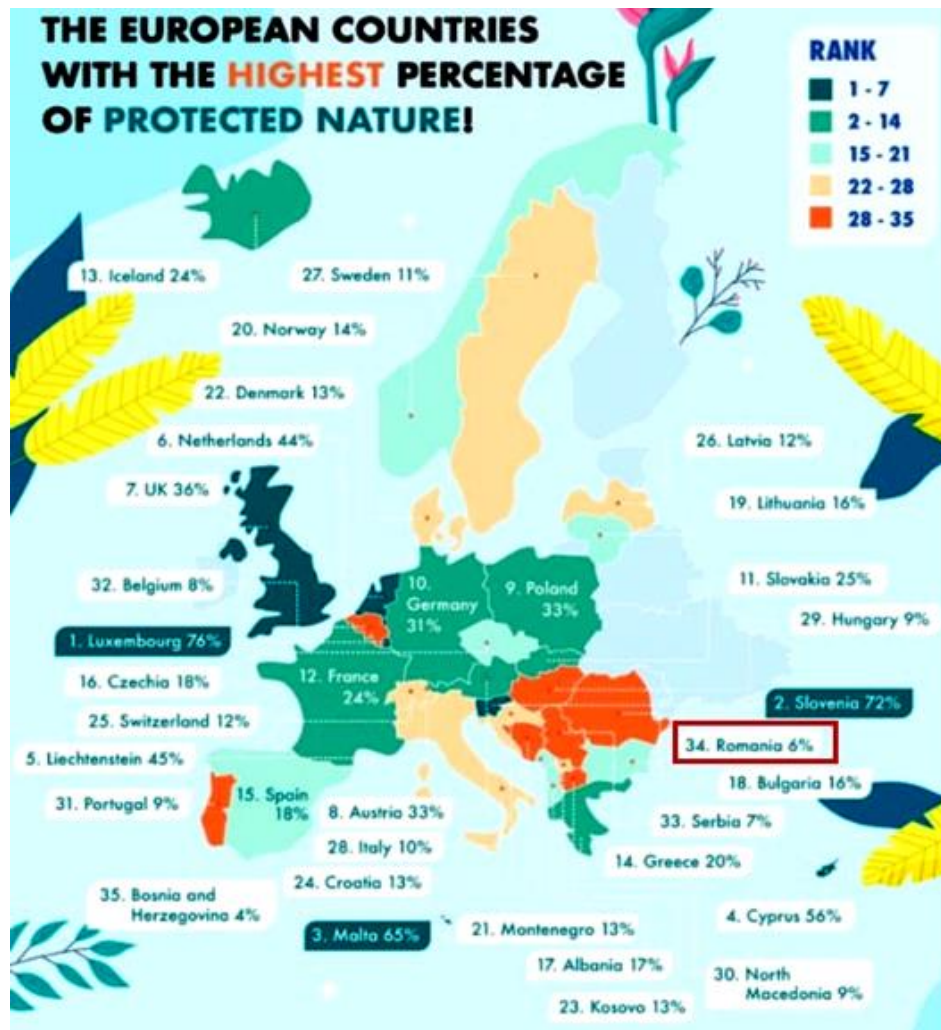 THE EUROPEAN COUNTRIES
WITH THE HIGHEST PERCENTAGE
OF PROTECTED NATURE!
RANK
1 - 7
2 - 14
15 - 21
22 - 28
28 - 35
13. Iceland 24%
27. Sweden 11%
20. Norway 14%
22. Denmark 13%
6. Netherlands 44%
26. Latvia 12%
7. UK 36%
19. Lithuania 16%
32. Belgium 8%
10.
Germany
31%
9. Poland
33%
11. Slovakia 25%
29. Hungary 9%
1. Luxembourg 76%
16. Czechia 18%
12. France
24%
2. Slovenia 72%
25. Switzerland 12%
34. Romania 6%
5. Liechtenstein 45%
18. Bulgaria 16%
31. Portugal 9%
15. Spain
18%
8. Austria 33%
33. Serbia 7%
28. Italy 10%
14. Greece 20%
24. Croatia 13%
35. Bosnia and
Herzegovina 4%
4. Cyprus 56%
3. Malta 65%
21. Montenegro 13%
17. Albania 17%
30. North
Macedonia 9%
23. Kosovo 13%